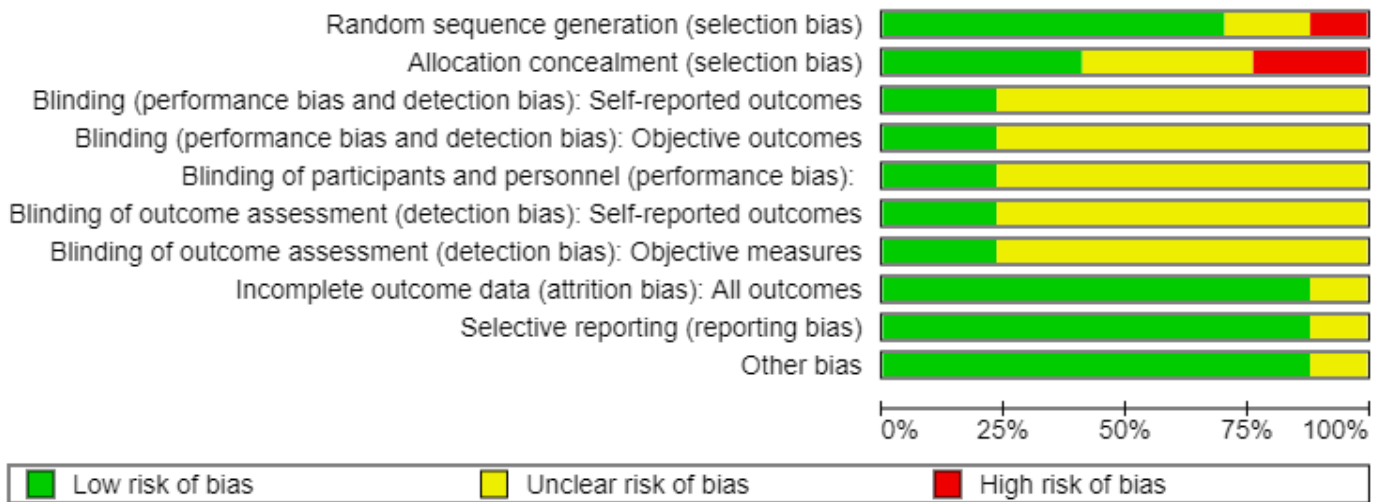 Random sequence generation (selection bias)
Allocation concealment (selection bias)
Blinding (performance bias and detection bias): Self-reported outcomes
Blinding (performance bias and detection bias): Objective outcomes
Blinding of participants and personnel (performance bias):
Blinding of outcome assessment (detection bias): Self-reported outcomes
Blinding of outcome assessment (detection bias): Objective measures
Incomplete outcome data (attrition bias): All outcomes
Selective reporting (reporting bias)
Other bias
0% 25% 50% 75% 100%
Low risk of bias Unclear risk of bias High risk of bias